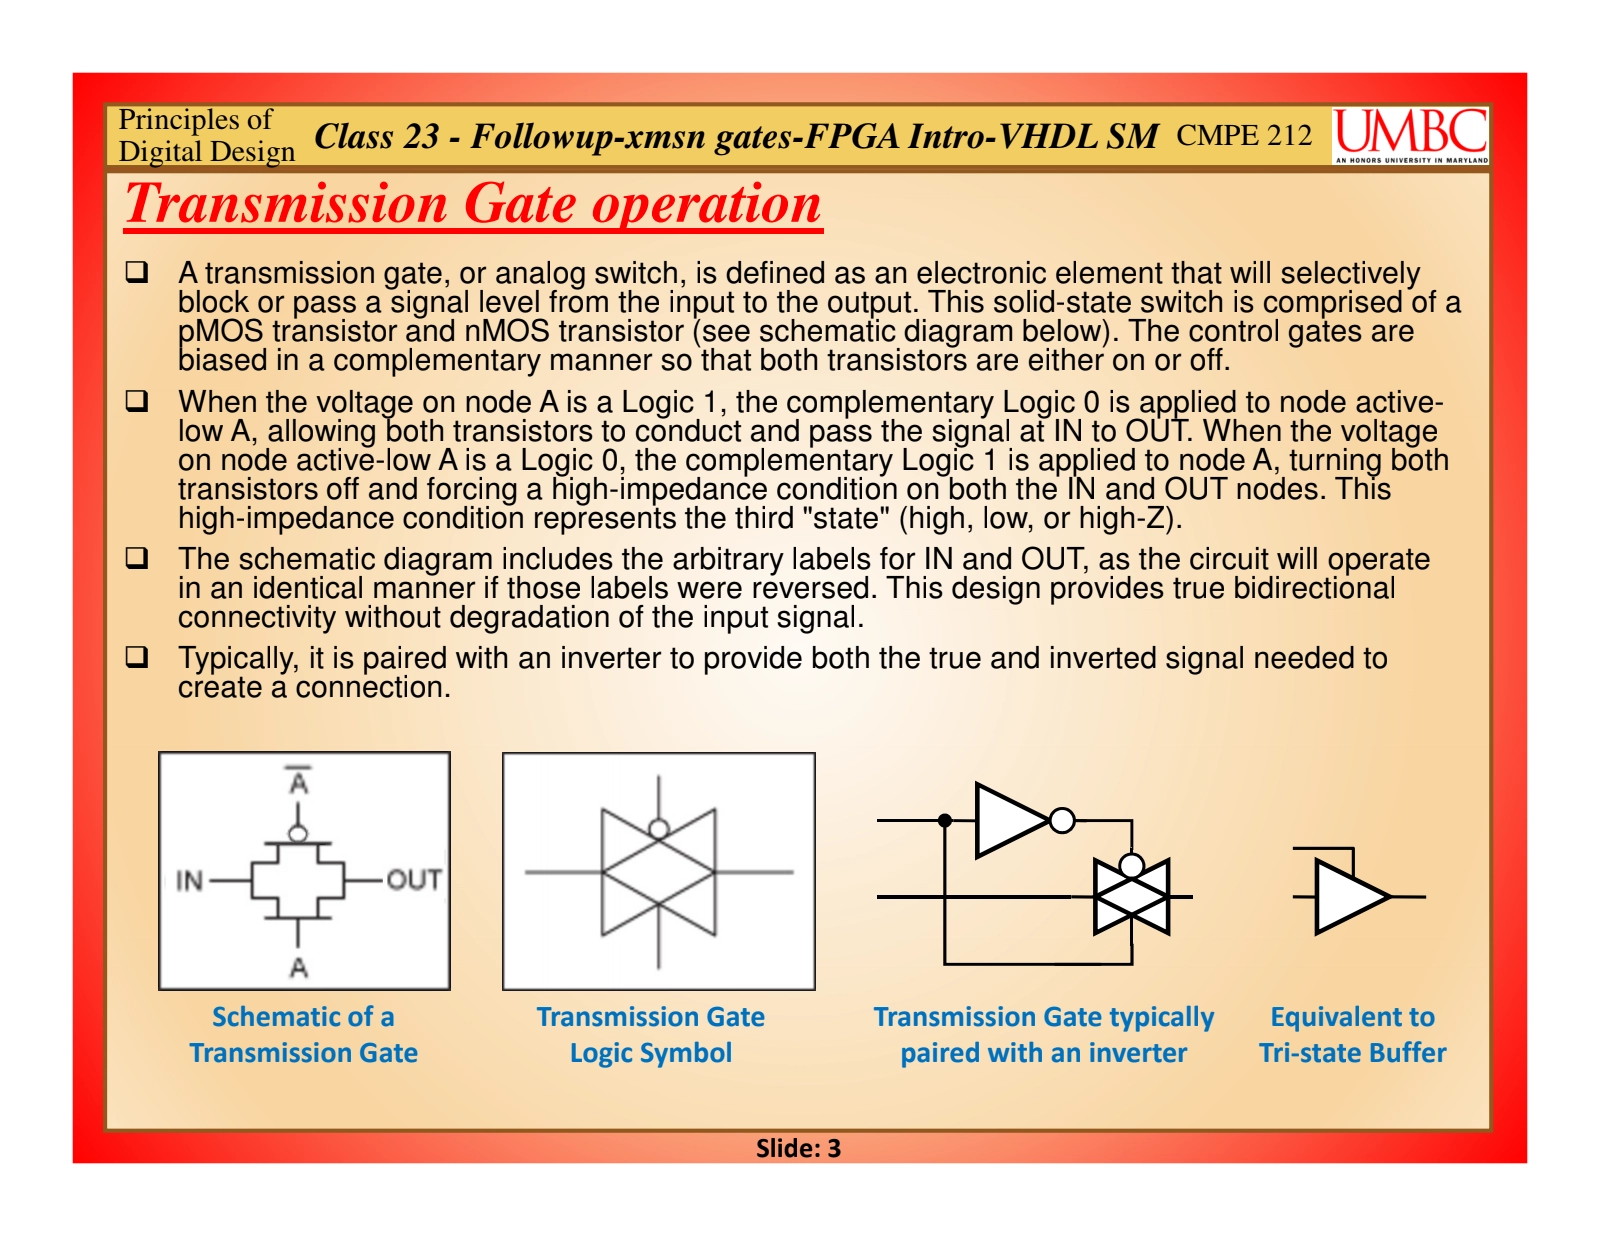 Principles of
Digital Design
Class 23 - Followup-xmsn gates-FPGA Intro-VHDL SM
CMPE 212
UMBC
AN HONORS UNIVERSITY IN MARYLAND
Transmission Gate operation
❑ A transmission gate, or analog switch, is defined as an electronic element that will selectively
block or pass a signal level from the input to the output. This solid-state switch is comprised of a
pMOS transistor and nMOS transistor (see schematic diagram below). The control gates are
biased in a complementary manner so that both transistors are either on or off.
❑ When the voltage on node A is a Logic 1, the complementary Logic 0 is applied to node active-
low A, allowing both transistors to conduct and pass the signal at IN to OUT. When the voltage
on node active-low A is a Logic 0, the complementary Logic 1 is applied to node A, turning both
transistors off and forcing a high-impedance condition on both the IN and OUT nodes. This
high-impedance condition represents the third "state" (high, low, or high-Z).
❑ The schematic diagram includes the arbitrary labels for IN and OUT, as the circuit will operate
in an identical manner if those labels were reversed. This design provides true bidirectional
connectivity without degradation of the input signal.
❑ Typically, it is paired with an inverter to provide both the true and inverted signal needed to
create a connection.
A̅
IN
OUT
A
Schematic of a
Transmission Gate
Transmission Gate
Logic Symbol
Transmission Gate typically
paired with an inverter
Equivalent to
Tri-state Buffer
Slide: 3